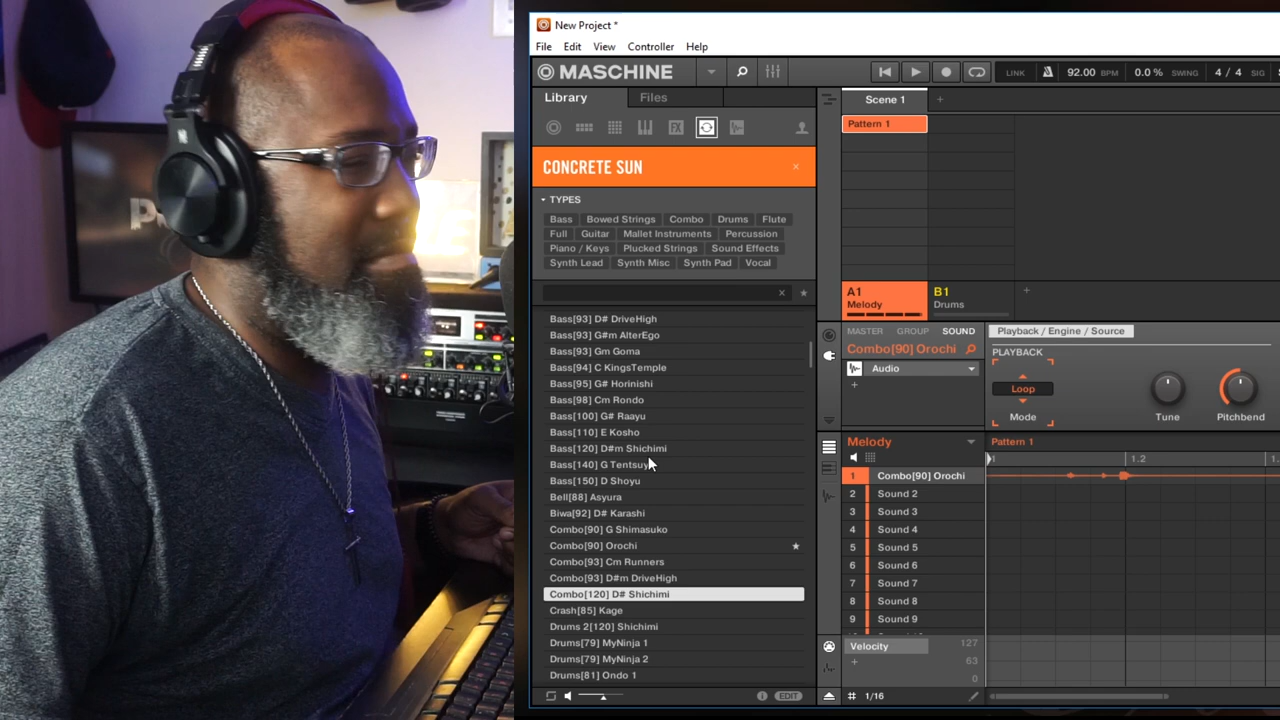 New Project *
File Edit View Controller Help
MASCHINE
LINK 92.00 BPM 0.0 % SWING 4 / 4 SIG
Library Files
Scene 1 +
Pattern 1
CONCRETE SUN ×
TYPES
Bass Bowed Strings Combo Drums Flute
Full Guitar Mallet Instruments Percussion
Piano / Keys Plucked Strings Sound Effects
Synth Lead Synth Misc Synth Pad Vocal
A1 B1 +
Melody Drums
Bass[93] D# DriveHigh
Bass[93] G#m AlterEgo
Bass[93] Gm Goma
Bass[94] C KingsTemple
Bass[95] G# Horinishi
Bass[98] Cm Rondo
Bass[100] G# Raayu
Bass[110] E Kosho
Bass[120] D#m Shichimi
Bass[140] G Tentsuy
Bass[150] D Shoyu
Bell[88] Asyura
Biwa[92] D# Karashi
Combo[90] G Shimasuko
Combo[90] Orochi
Combo[93] Cm Runners
Combo[93] D#m DriveHigh
Combo[120] D# Shichimi
Crash[85] Kage
Drums 2[120] Shichimi
Drums[79] MyNinja 1
Drums[79] MyNinja 2
Drums[81] Ondo 1
EDIT
MASTER GROUP SOUND
Combo[90] Orochi
Audio
+
Playback / Engine / Source
PLAYBACK
Loop
Mode Tune Pitchbend
Melody
Pattern 1
1 1.2 1.
1 Combo[90] Orochi
2 Sound 2
3 Sound 3
4 Sound 4
5 Sound 5
6 Sound 6
7 Sound 7
8 Sound 8
9 Sound 9
Velocity 127
+ 63
0
1/16